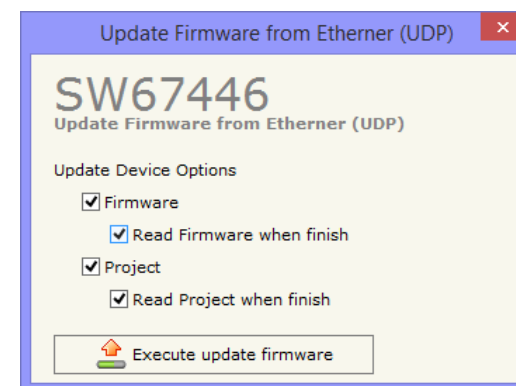 Update Firmware from Etherner (UDP)
SW67446
Update Firmware from Etherner (UDP)
Update Device Options
Firmware
Read Firmware when finish
Project
Read Project when finish
Execute update firmware